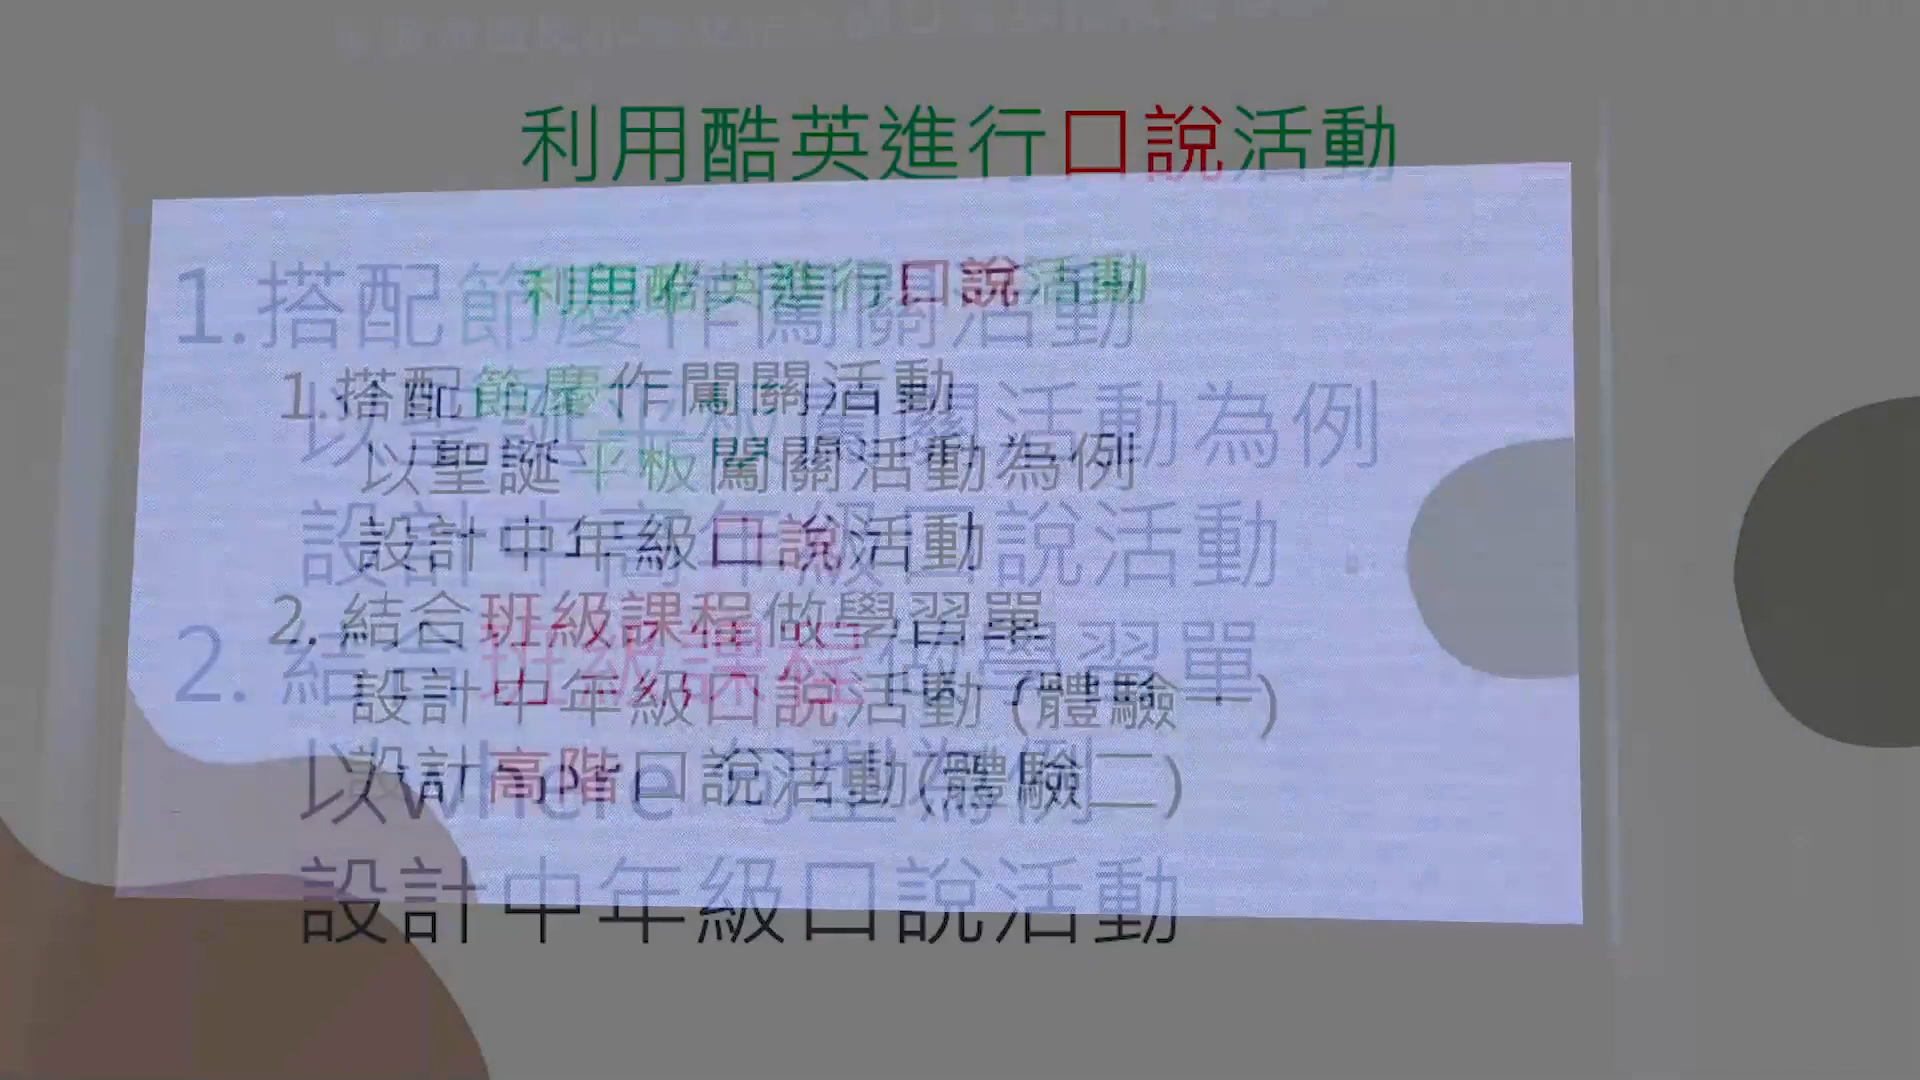 利用酷英進行口說活動
1.搭配節慶作闖關活動
以聖誕平板闖關活動為例
設計中高年級口說活動
2. 結合班級課程做學習單
以where句型為例
設計中年級口說活動
利用酷英進行口說活動
1.搭配節慶作闖關活動
以聖誕平板闖關活動為例
設計中年級口說活動
2. 結合班級課程做學習單
設計中年級口說活動 (體驗一)
設計高階口說活動 (體驗二)